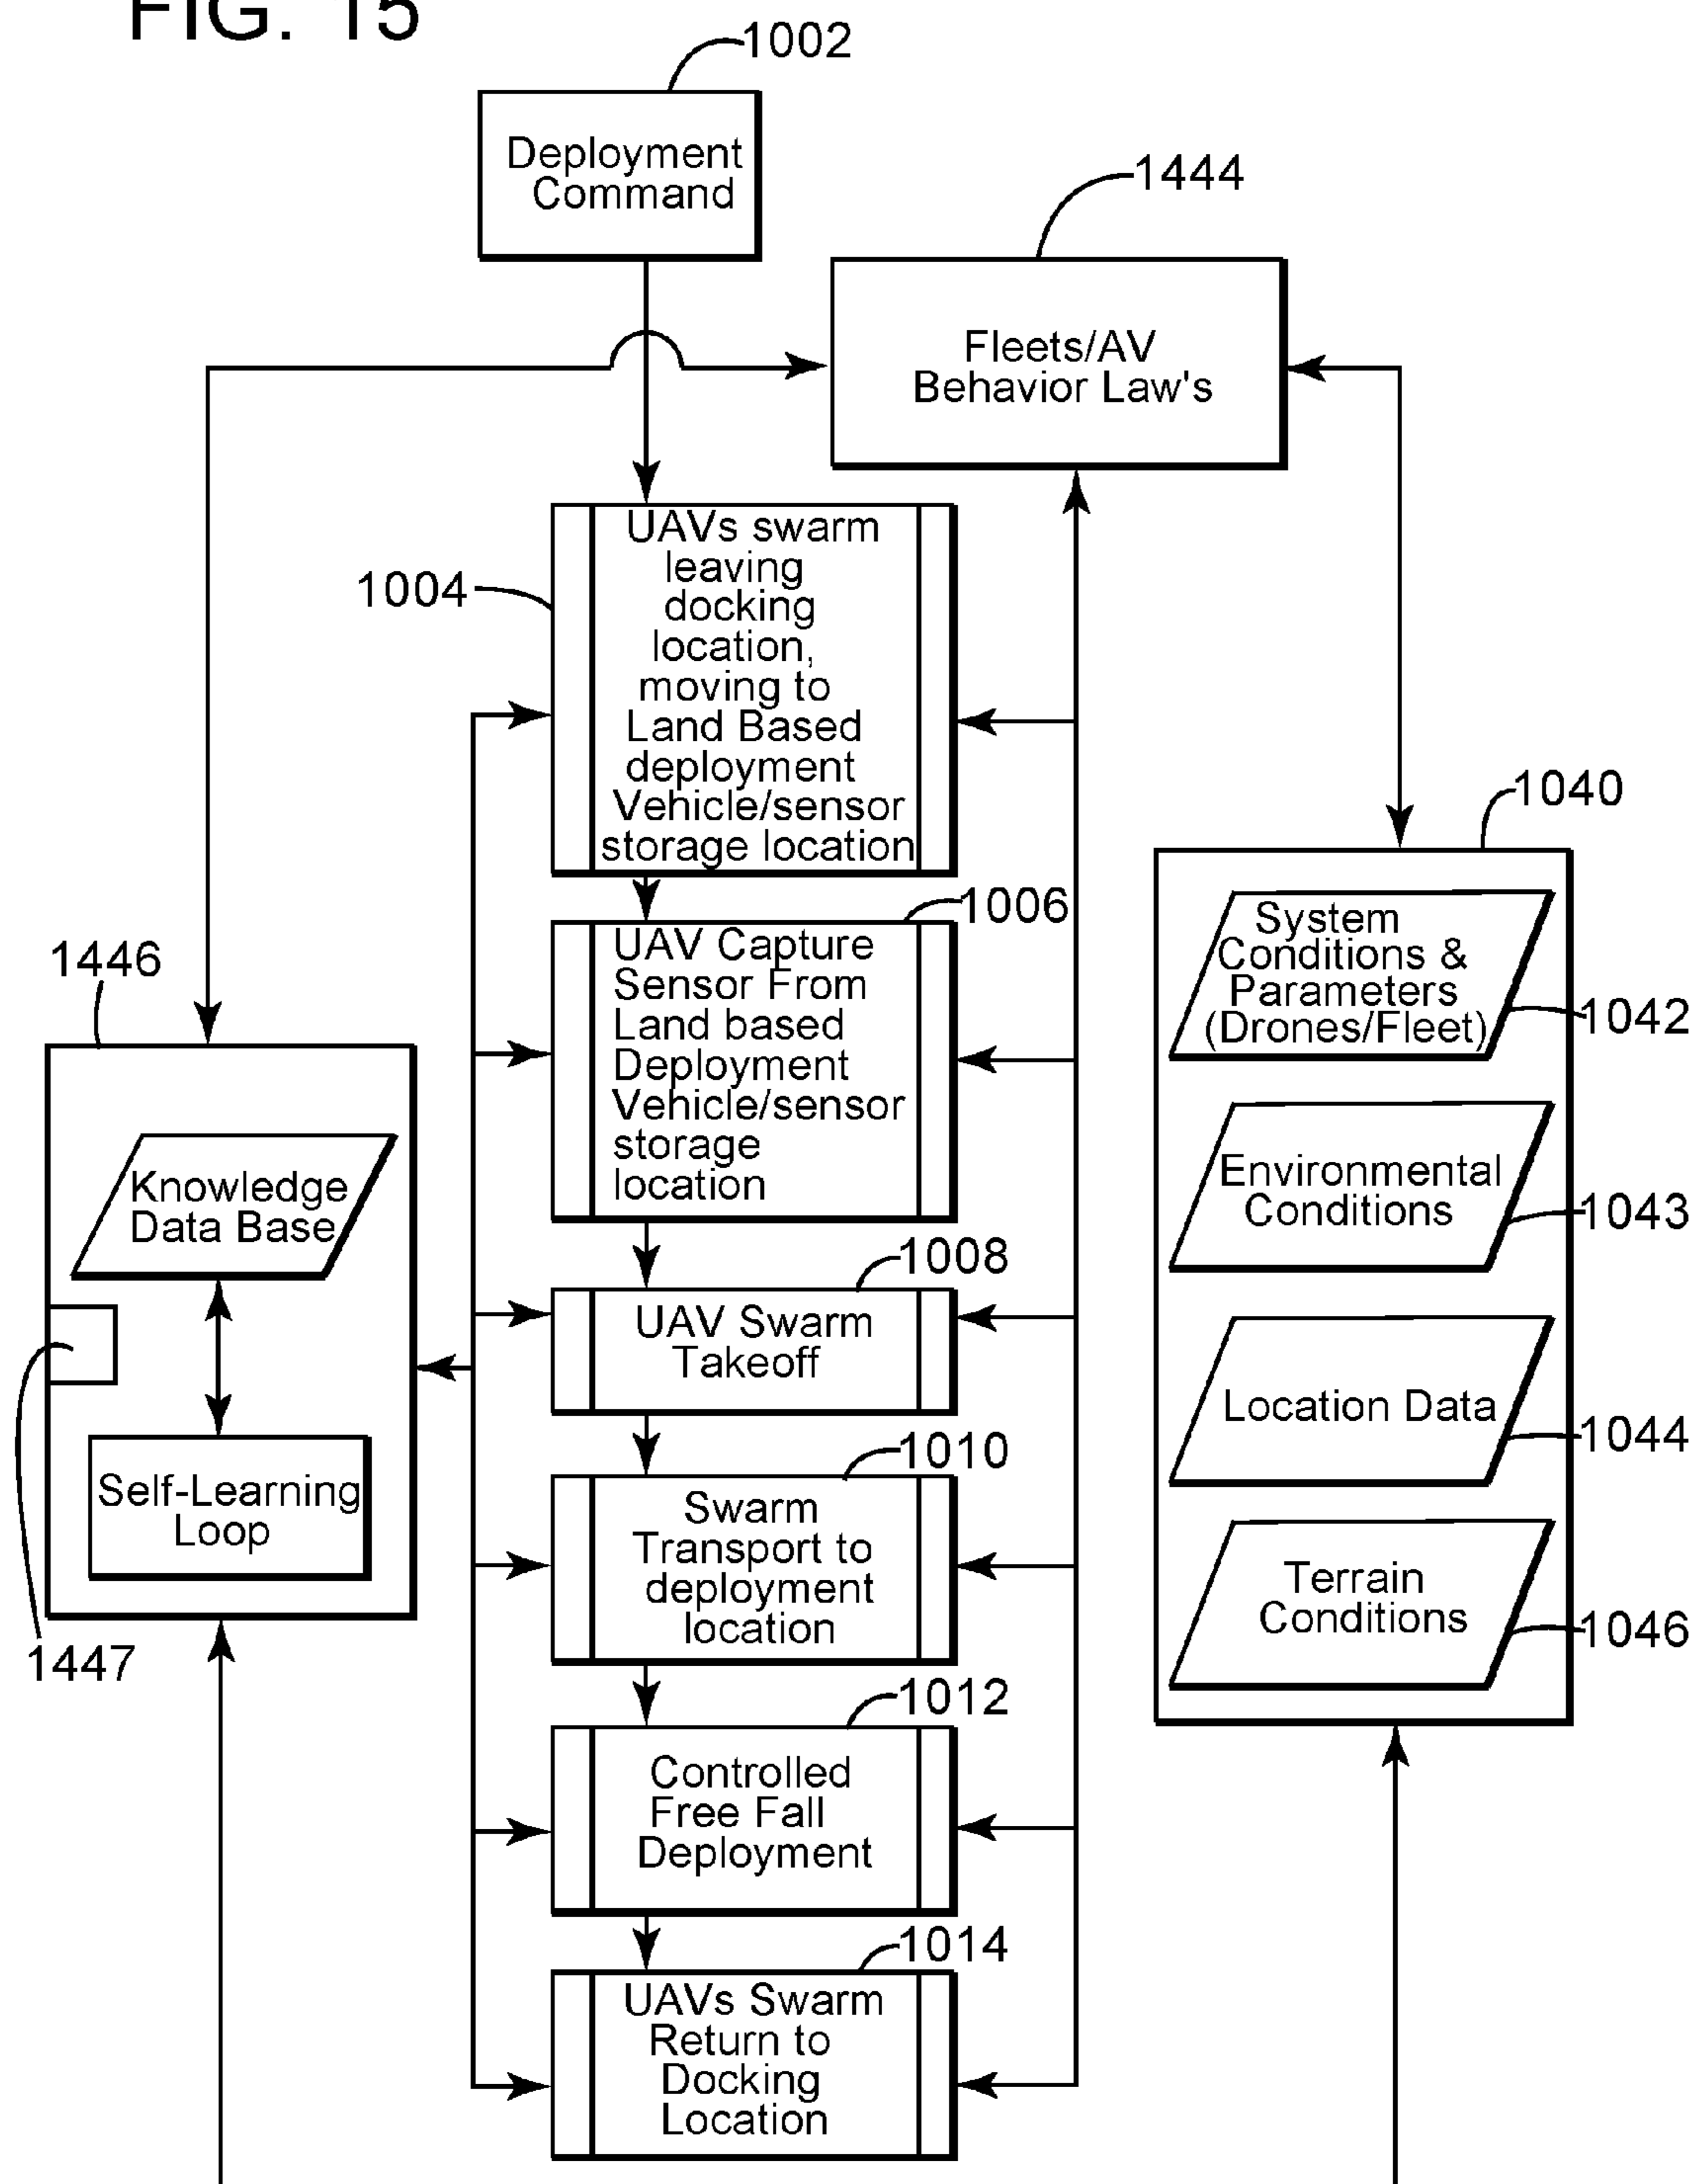 FIG. 15
1002
Deployment
Command
1444
Fleets/AV
Behavior Law's
1004
UAVs swarm
leaving
docking
location,
moving to
Land Based
deployment
Vehicle/sensor
storage location
1040
System
Conditions &
Parameters
(Drones/Fleet)
1042
Environmental
Conditions
1043
Location Data
1044
Terrain
Conditions
1046
1006
UAV Capture
Sensor From
Land based
Deployment
Vehicle/sensor
storage
location
1446
Knowledge
Data Base
Self-Learning
Loop
1447
1008
UAV Swarm
Takeoff
1010
Swarm
Transport to
deployment
location
1012
Controlled
Free Fall
Deployment
1014
UAVs Swarm
Return to
Docking
Location